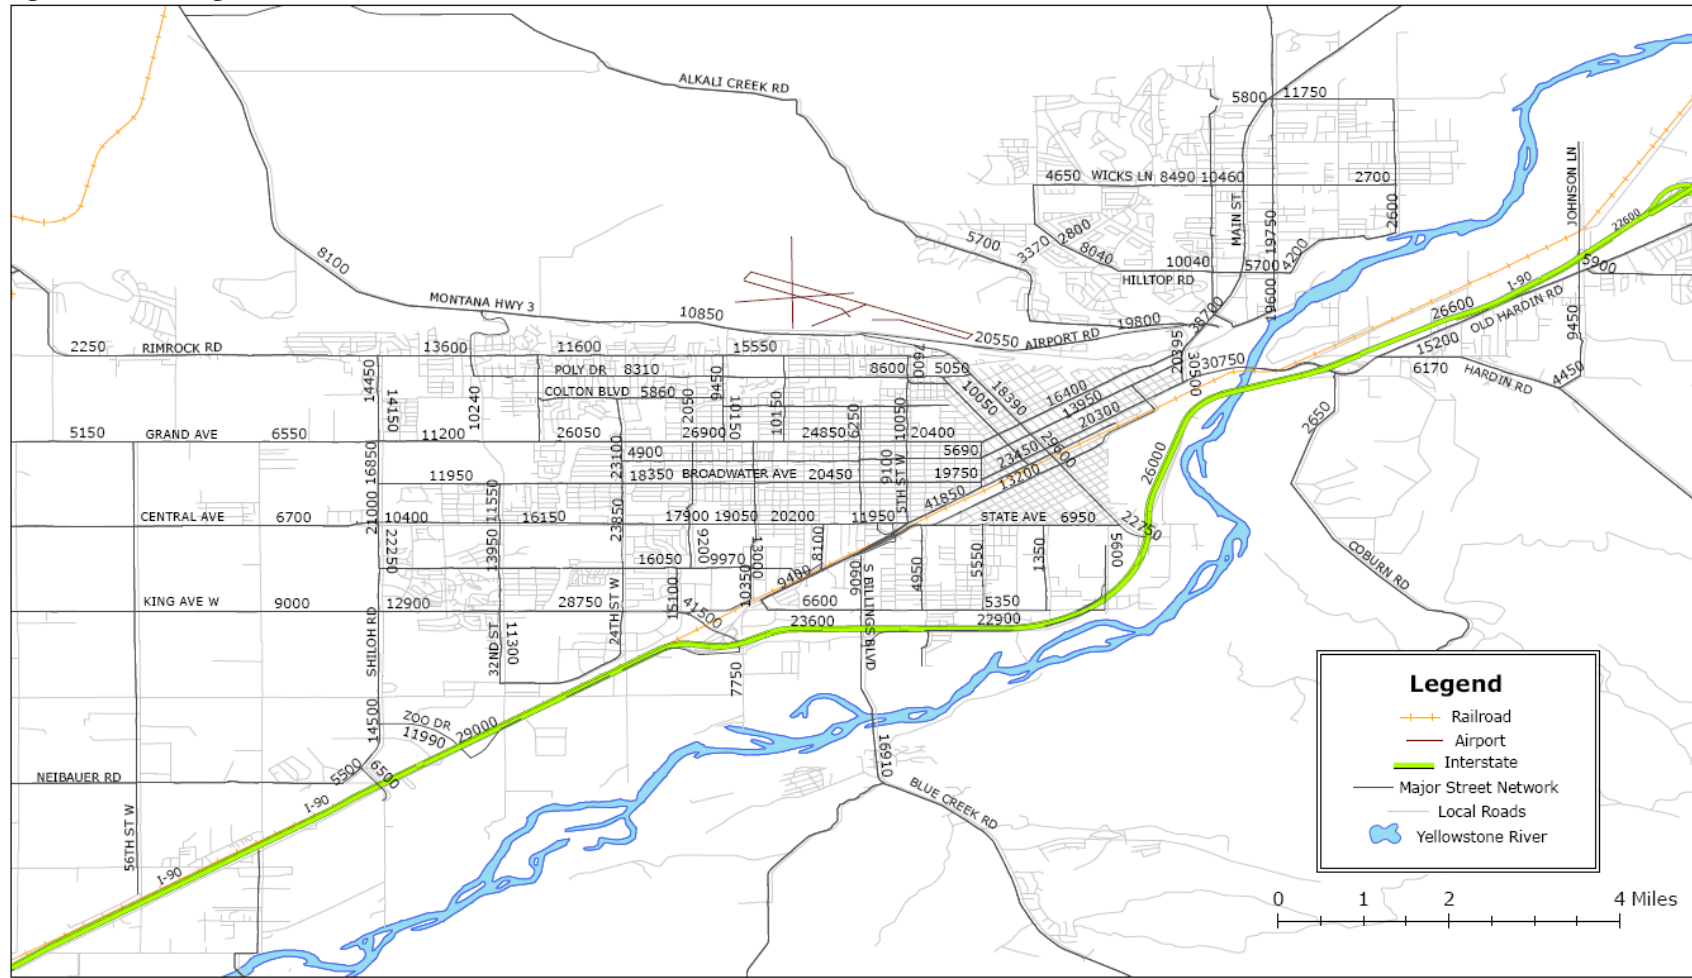 ALKALI CREEK RD
5800 11750
4650 WICKS LN 8490 10460 2700
JOHNSON LN
22600
2600
MAIN ST
19750
5700
3370
2800
8040
10040
5700
4200
HILLTOP RD
5900
I-90
8100
MONTANA HWY 3
10850
19600
38700
26600
OLD HARDIN RD
9450
20550 AIRPORT RD 19800
2250 RIMROCK RD 13600 11600 15550
7460
20395
30750
30500
15200
6170 HARDIN RD
4450
14450
POLY DR 8310
9450
8600 5050
14150
10240
COLTON BLVD 5860
12050
10150
10150
6250
10050
10050
18390
16400
13950
20300
2650
5150 GRAND AVE 6550 11200 26050 26900 24850 20400
16850
23100
4900
5690
23450
29800
9100
5TH ST W
11950
18350 BROADWATER AVE 20450 19750
13200
26000
41850
21000
11550
23850
CENTRAL AVE 6700 10400 16150 17900 19050 20200 11950 STATE AVE 6950
22750
22250
13950
9200
13000
8100
16050 9970
9400
9090
4950
5550
1350
5600
COBURN RD
24TH ST W
15100
10350
S BILLINGS BLVD
KING AVE W 9000 12900 28750 6600 5350
41500
23600 22900
SHILOH RD
32ND ST
11300
7750
14500
ZOO DR
11990
29000
16910
NEIBAUER RD
5500
6500
BLUE CREEK RD
I-90
56TH ST W
I-90
Legend
Railroad
Airport
Interstate
Major Street Network
Local Roads
Yellowstone River
0 1 2 4 Miles